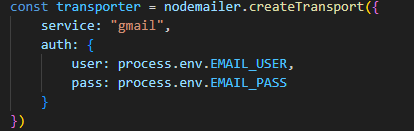 const transporter = nodemailer.createTransport({
    service: "gmail",
    auth: {
        user: process.env.EMAIL_USER,
        pass: process.env.EMAIL_PASS
    }
})